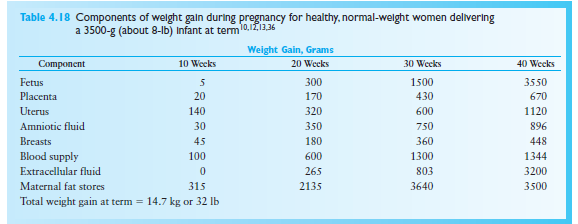 Table 4.18 Components of weight gain during pregnancy for healthy, normal-weight women delivering
a 3500-g (about 8-lb) infant at term10,12,13,36
Weight Gain, Grams
Component 10 Weeks 20 Weeks 30 Weeks 40 Weeks
Fetus 5 300 1500 3550
Placenta 20 170 430 670
Uterus 140 320 600 1120
Amniotic fluid 30 350 750 896
Breasts 45 180 360 448
Blood supply 100 600 1300 1344
Extracellular fluid 0 265 803 3200
Maternal fat stores 315 2135 3640 3500
Total weight gain at term = 14.7 kg or 32 lb